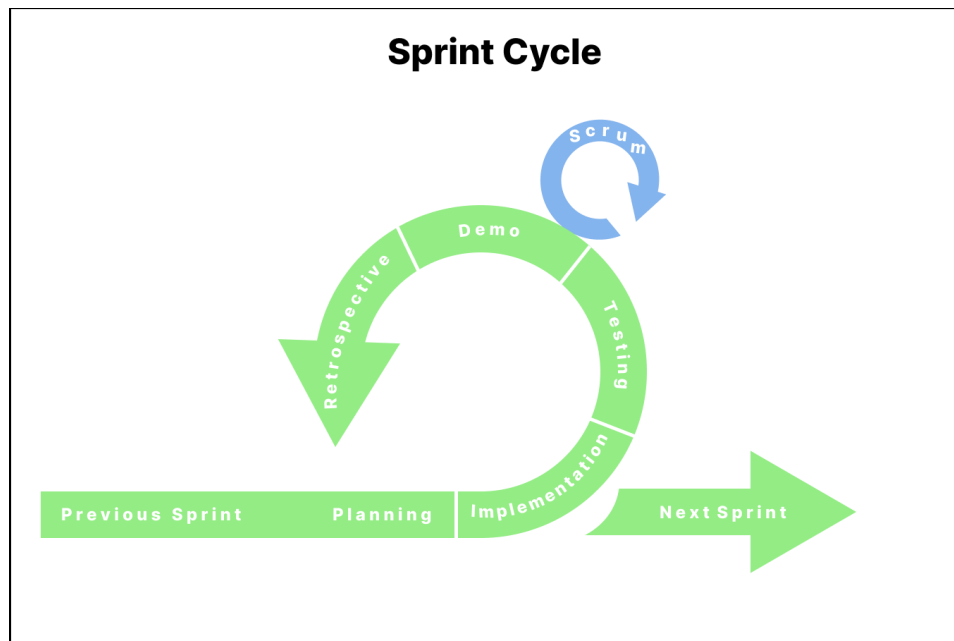 Sprint Cycle
Scrum
Demo
Retrospective
Testing
Implementation
Previous Sprint
Planning
Next Sprint